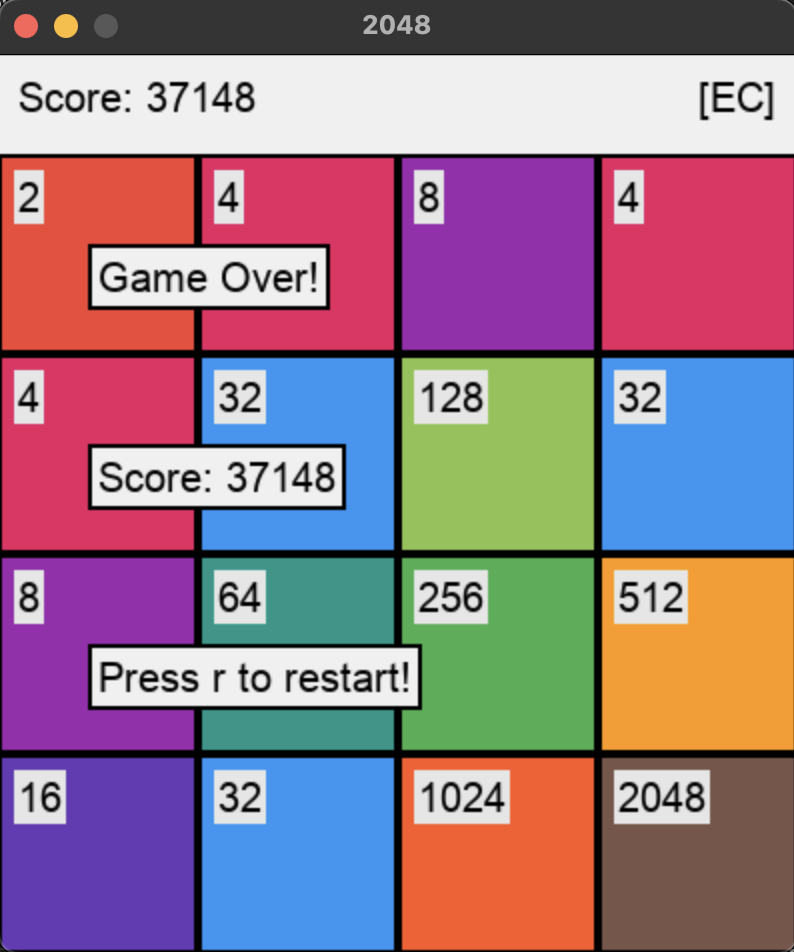 2048
Score: 37148 [EC]
2 4 8 4
Game Over!
4 32 128 32
Score: 37148
8 64 256 512
Press r to restart!
16 32 1024 2048